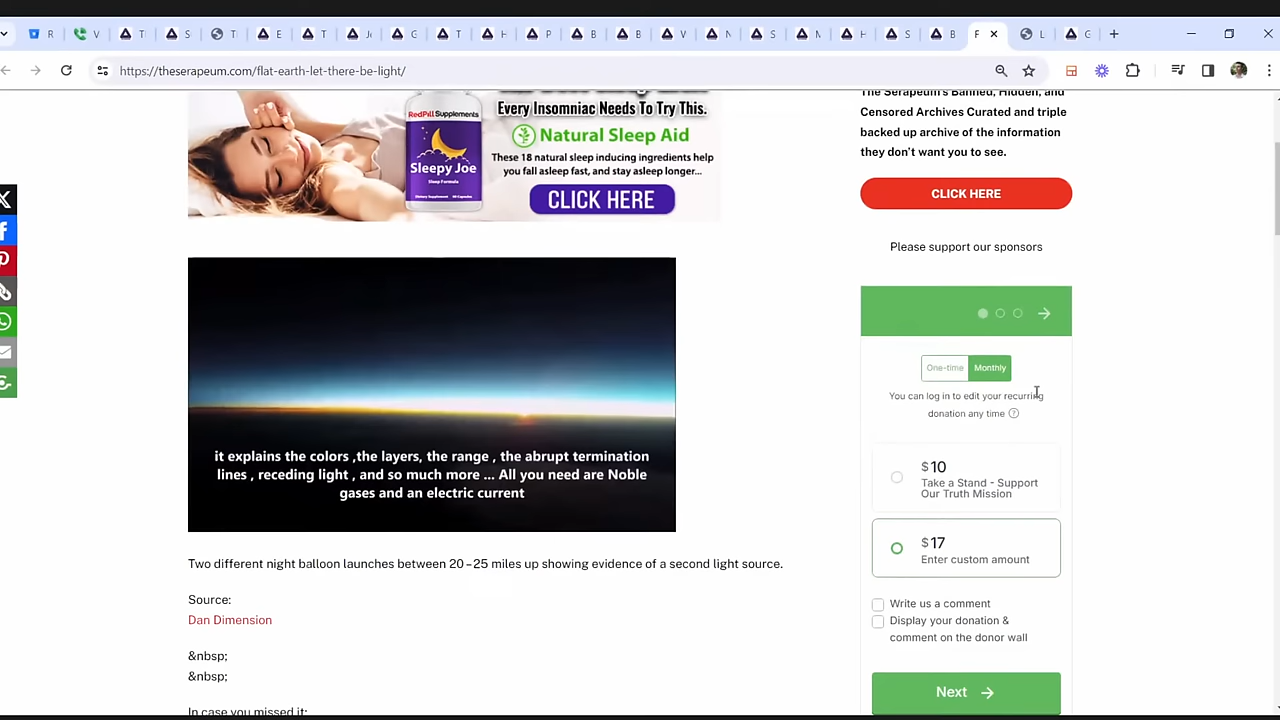 R
V
T
S
T
E
T
J
G
T
H
P
B
B
V
N
S
M
H
S
B
F
L
G
https://theserapeum.com/flat-earth-let-there-be-light/
Every Insomniac Needs To Try This.
RedPill Supplements
Natural Sleep Aid
Sleepy Joe
Sleep Formula
These 18 natural sleep inducing ingredients help
you fall asleep fast, and stay asleep longer...
CLICK HERE
it explains the colors ,the layers, the range , the abrupt termination
lines , receding light , and so much more ... All you need are Noble
gases and an electric current
Two different night balloon launches between 20 – 25 miles up showing evidence of a second light source.
Source:
Dan Dimension
&nbsp;
&nbsp;
In case you missed it:
The Serapeum's Banned, Hidden, and
Censored Archives Curated and triple
backed up archive of the information
they don't want you to see.
CLICK HERE
Please support our sponsors
One-time Monthly
You can log in to edit your recurring
donation any time ?
$ 10
Take a Stand - Support
Our Truth Mission
$ 17
Enter custom amount
Write us a comment
Display your donation &
comment on the donor wall
Next